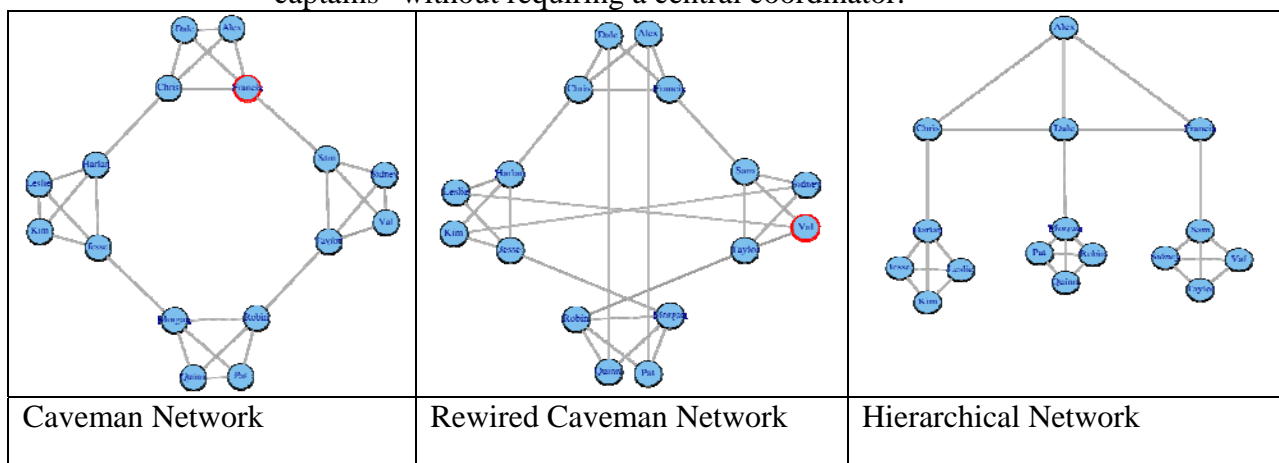 captains" without requiring a central coordinator.
Dale Alex
Chris Francis
Harlan Sam
Leslie Sidney
Kim Val
Jesse Taylor
Morgan Robin
Quinn Pat
Dale Alex
Chris Francis
Harlan Sam
Leslie Sidney
Kim Val
Jesse Taylor
Robin Morgan
Quinn Pat
Alex
Chris Dale Francis
Harlan Morgan Sam
Jesse Leslie Pat Robin Sidney Val
Kim Quinn Taylor
Caveman Network
Rewired Caveman Network
Hierarchical Network